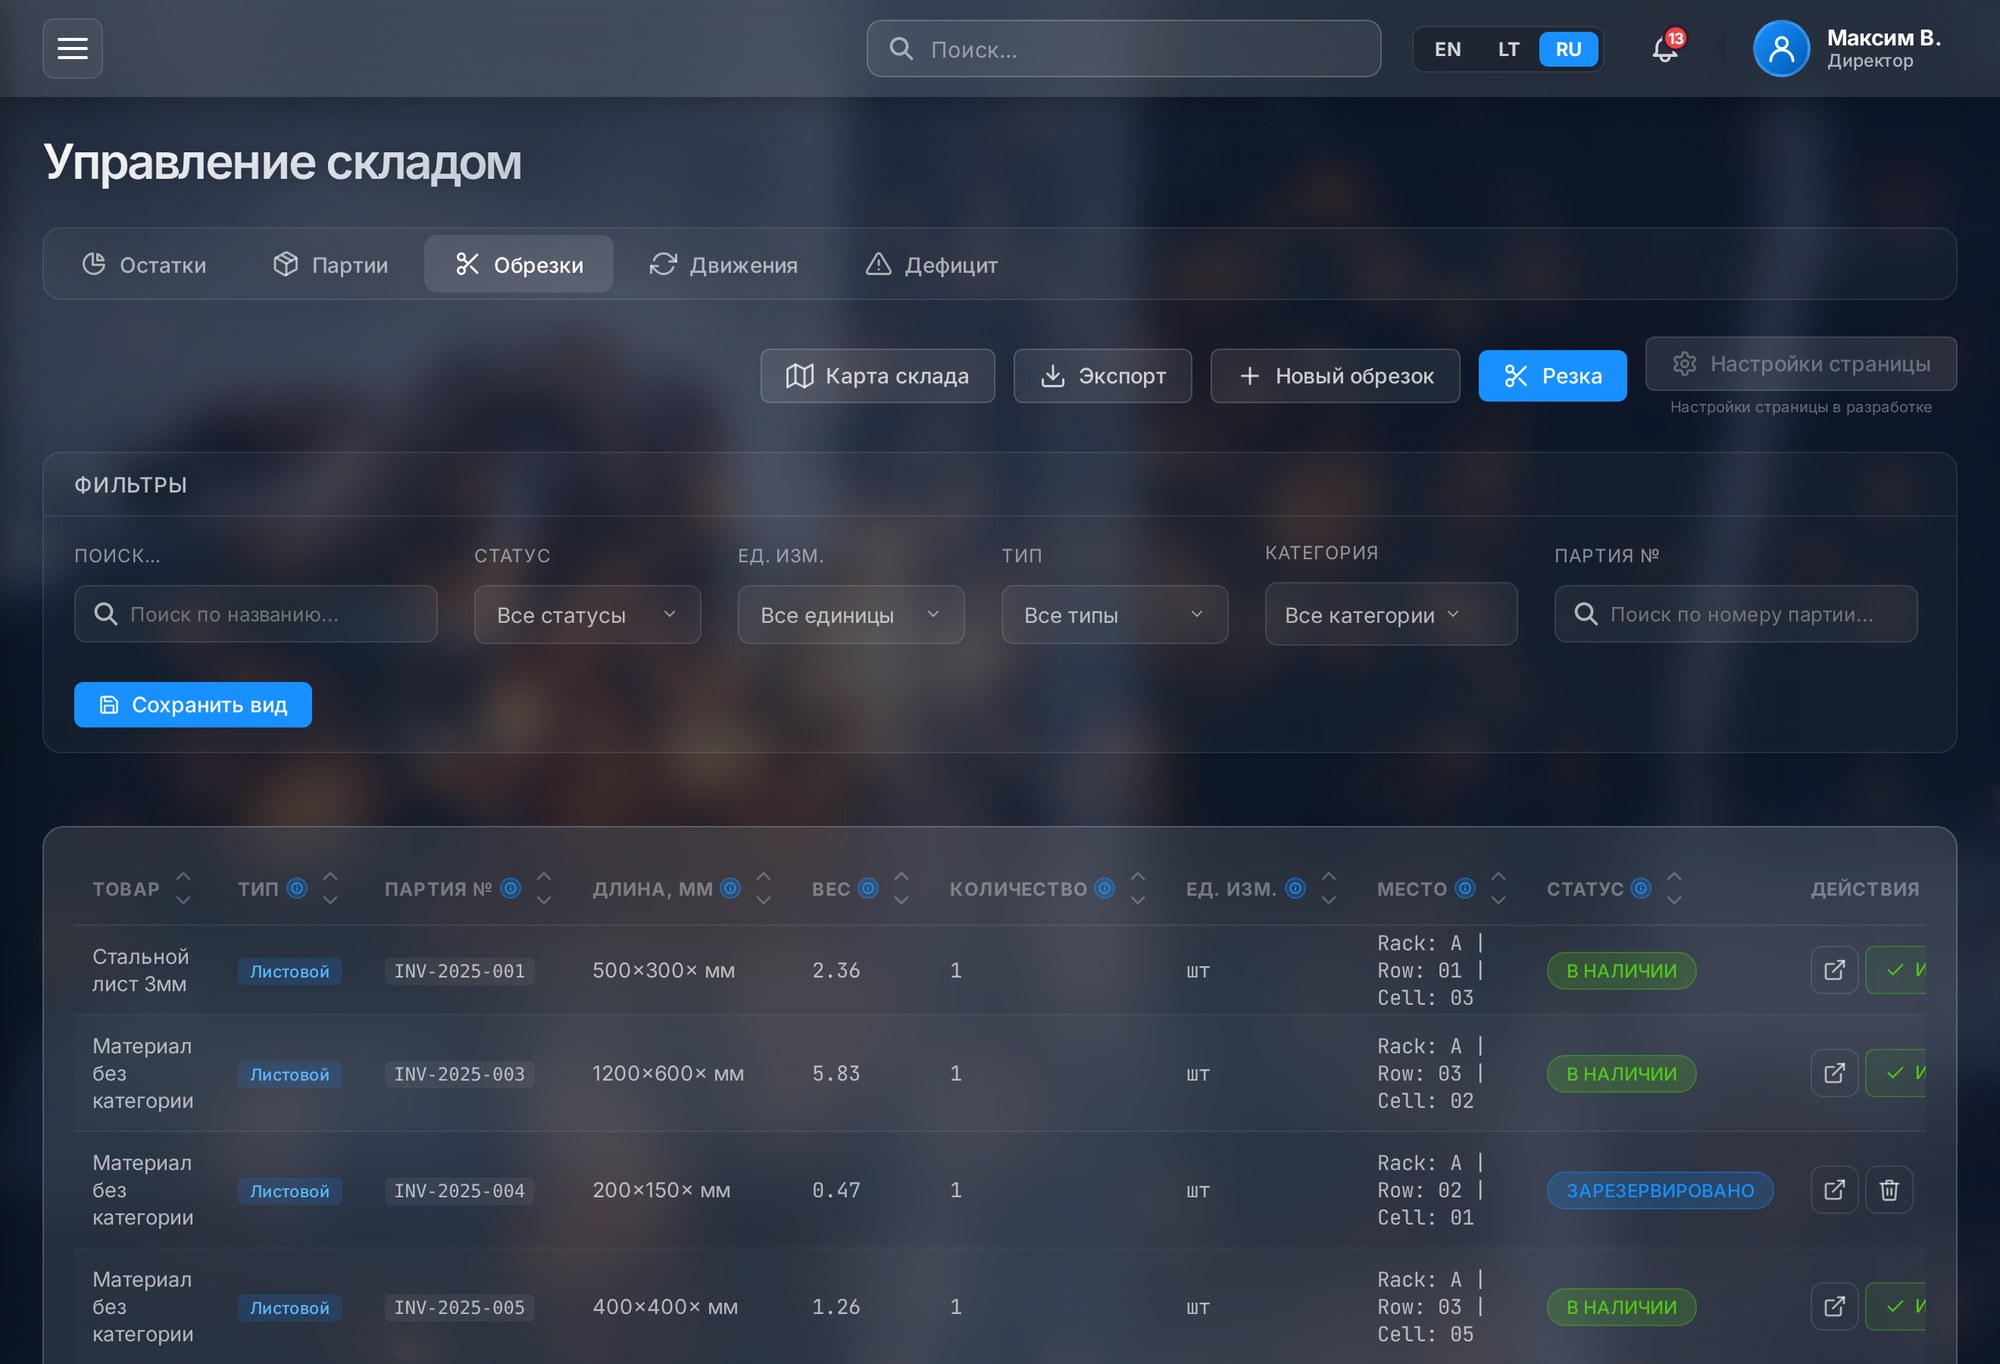 Поиск...
EN LT RU
13
Максим В.
Директор
Управление складом
Остатки
Партии
Обрезки
Движения
Дефицит
Карта склада
Экспорт
Новый обрезок
Резка
Настройки страницы
Настройки страницы в разработке
ФИЛЬТРЫ
ПОИСК...
СТАТУС
ЕД. ИЗМ.
ТИП
КАТЕГОРИЯ
ПАРТИЯ №
Поиск по названию...
Все статусы
Все единицы
Все типы
Все категории
Поиск по номеру партии...
Сохранить вид
ТОВАР
ТИП
ПАРТИЯ №
ДЛИНА, ММ
ВЕС
КОЛИЧЕСТВО
ЕД. ИЗМ.
МЕСТО
СТАТУС
ДЕЙСТВИЯ
Стальной
лист 3мм
Листовой
INV-2025-001
500×300× мм
2.36
1
шт
Rack: A |
Row: 01 |
Cell: 03
В НАЛИЧИИ
Материал
без
категории
Листовой
INV-2025-003
1200×600× мм
5.83
1
шт
Rack: A |
Row: 03 |
Cell: 02
В НАЛИЧИИ
Материал
без
категории
Листовой
INV-2025-004
200×150× мм
0.47
1
шт
Rack: A |
Row: 02 |
Cell: 01
ЗАРЕЗЕРВИРОВАНО
Материал
без
категории
Листовой
INV-2025-005
400×400× мм
1.26
1
шт
Rack: A |
Row: 03 |
Cell: 05
В НАЛИЧИИ